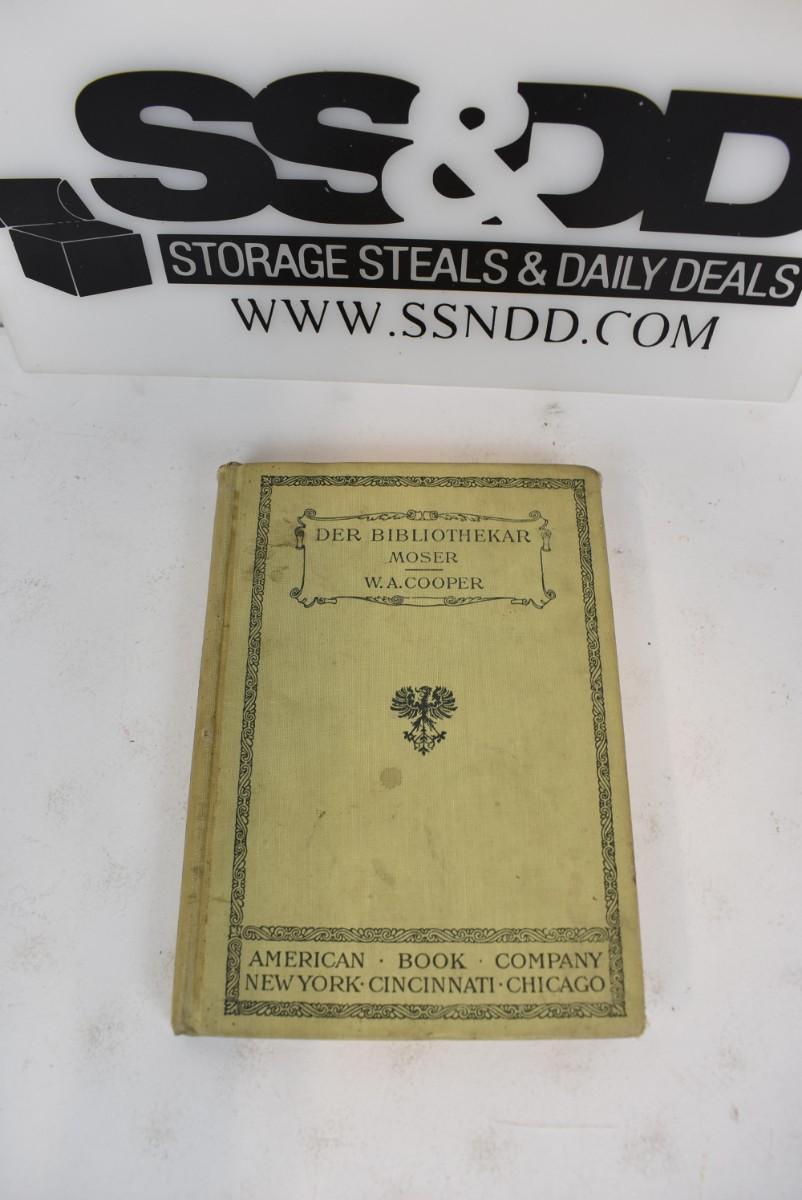 SS&DD
STORAGE STEALS & DAILY DEALS
WWW.SSNDD.COM
DER BIBLIOTHEKAR
MOSER
W. A. COOPER
AMERICAN · BOOK · COMPANY
NEW YORK · CINCINNATI · CHICAGO